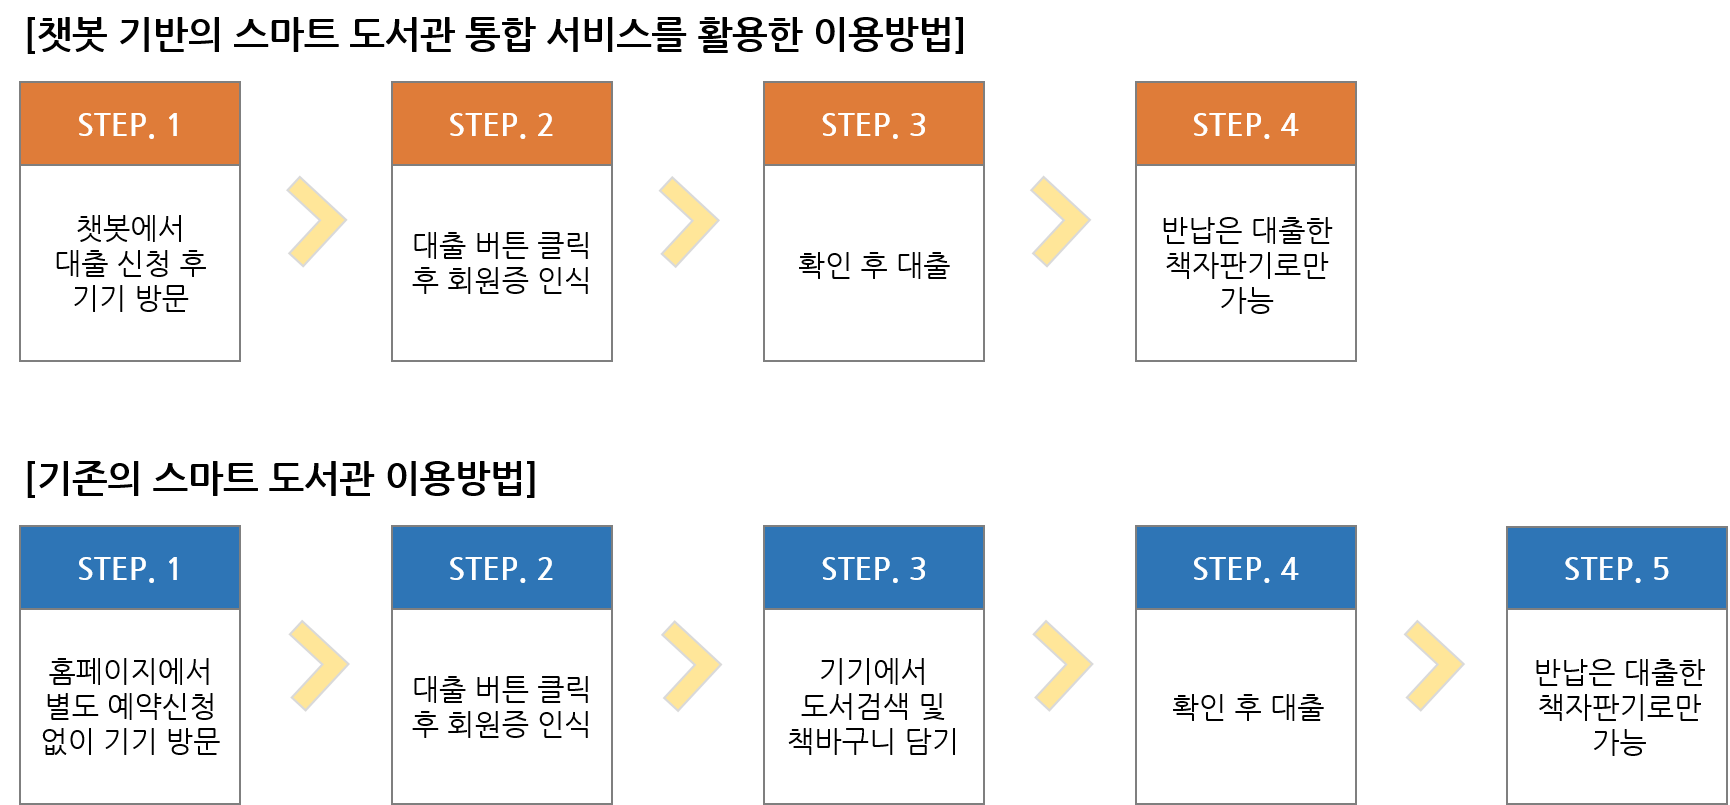 [챗봇 기반의 스마트 도서관 통합 서비스를 활용한 이용방법]
STEP. 1
챗봇에서
대출 신청 후
기기 방문
STEP. 2
대출 버튼 클릭
후 회원증 인식
STEP. 3
확인 후 대출
STEP. 4
반납은 대출한
책자판기로만
가능
[기존의 스마트 도서관 이용방법]
STEP. 1
홈페이지에서
별도 예약신청
없이 기기 방문
STEP. 2
대출 버튼 클릭
후 회원증 인식
STEP. 3
기기에서
도서검색 및
책바구니 담기
STEP. 4
확인 후 대출
STEP. 5
반납은 대출한
책자판기로만
가능